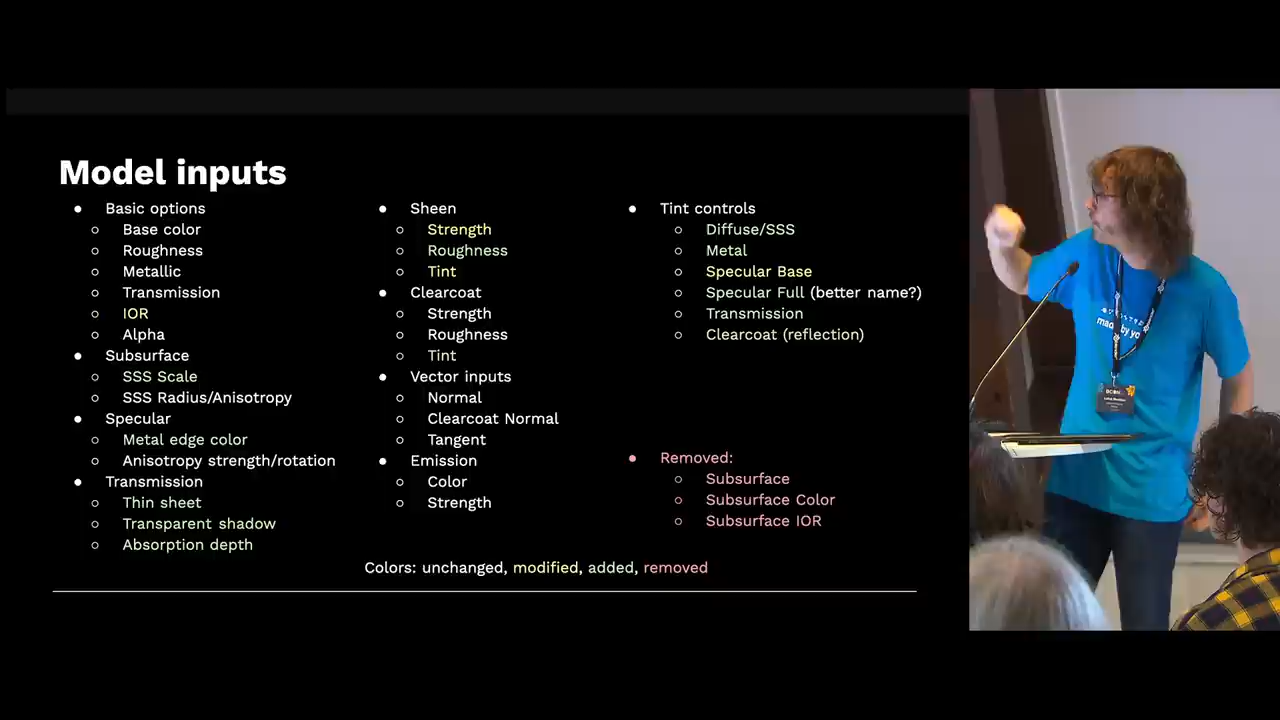 Model inputs
Basic options
Base color
Roughness
Metallic
Transmission
IOR
Alpha
Subsurface
SSS Scale
SSS Radius/Anisotropy
Specular
Metal edge color
Anisotropy strength/rotation
Transmission
Thin sheet
Transparent shadow
Absorption depth
Sheen
Strength
Roughness
Tint
Clearcoat
Strength
Roughness
Tint
Vector inputs
Normal
Clearcoat Normal
Tangent
Emission
Color
Strength
Tint controls
Diffuse/SSS
Metal
Specular Base
Specular Full (better name?)
Transmission
Clearcoat (reflection)
Removed:
Subsurface
Subsurface Color
Subsurface IOR
Colors: unchanged, modified, added, removed
made by yo